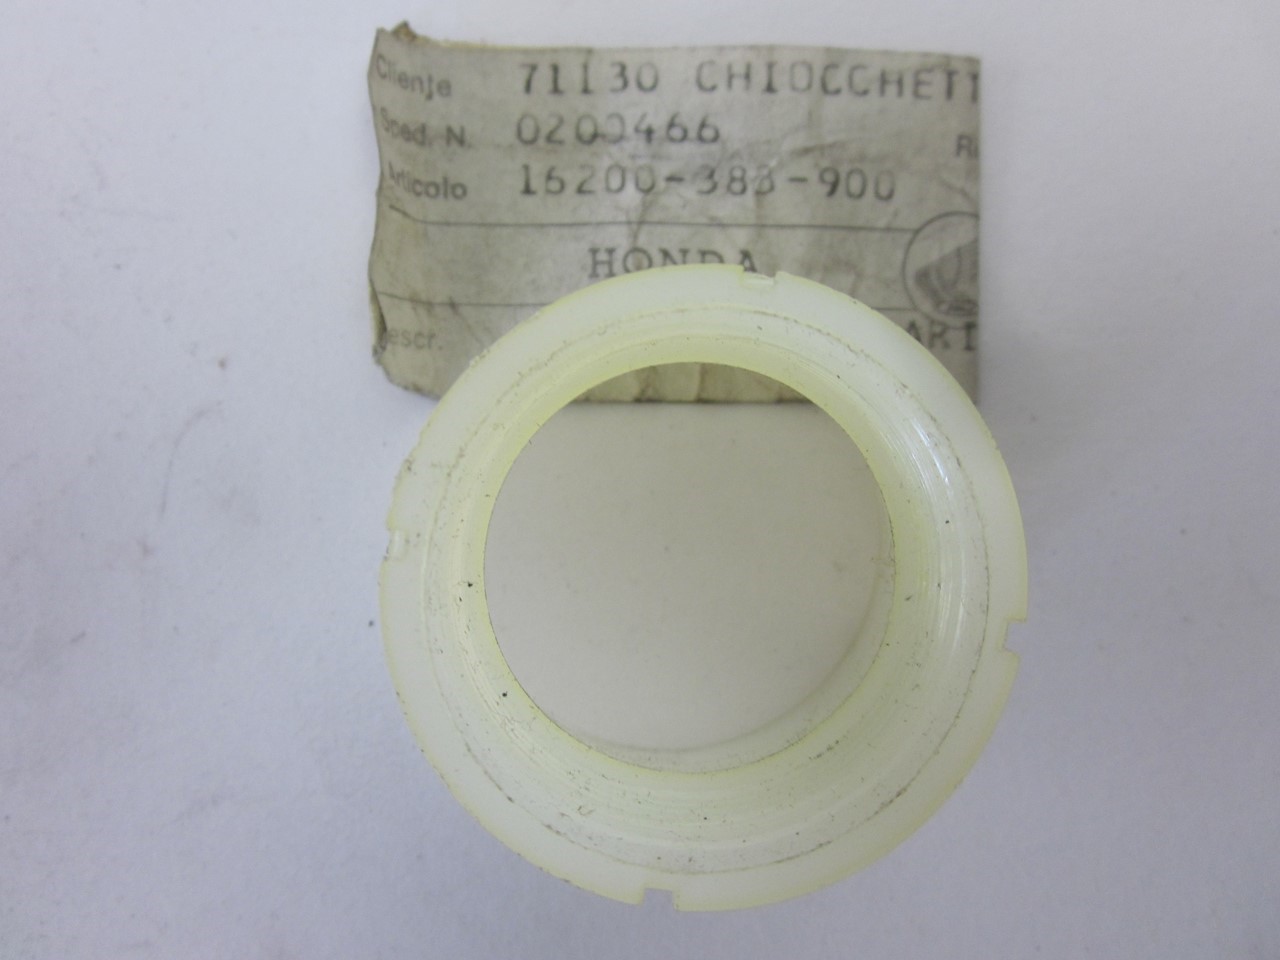 Cliente 71130 CHIOCCHETT
Sped. N. 0200466
Articolo 16200-383-900
HONDA